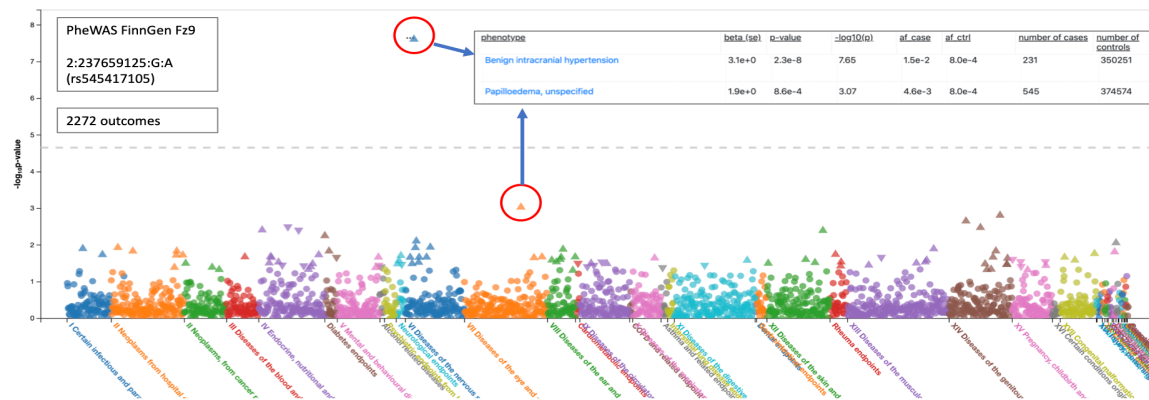 PheWAS FinnGen Fz9
2:237659125:G:A
(rs545417105)
2272 outcomes
phenotype beta (se) p-value -log10(p) af_case af_ctrl number of cases number of controls
Benign intracranial hypertension 3.1e+0 2.3e-8 7.65 1.5e-2 8.0e-4 231 350251
Papilloedema, unspecified 1.9e+0 8.6e-4 3.07 4.6e-3 8.0e-4 545 374574
-log10p-value
8
7
6
5
4
3
2
1
0
I Certain infectious and para
II Neoplasms from hospital
II Neoplasms, from cancer
III Diseases of the blood and
IV Endocrine, nutritional and
Diabetes endpoints
V Mental and behavioural di
Neurological endpoints
VI Diseases of the nervous
VII Diseases of the eye and
VIII Diseases of the ear and
IX Diseases of the circulat
COPD and related endpoints
Asthma and related endpoi
XI Diseases of the digestive
Dental endpoints
XII Diseases of the skin and
Rheuma endpoints
XIII Diseases of the muscul
XIV Diseases of the genitou
XV Pregnancy, childbirth and
XVI Certain conditions origin
XVII Congenital malformatio